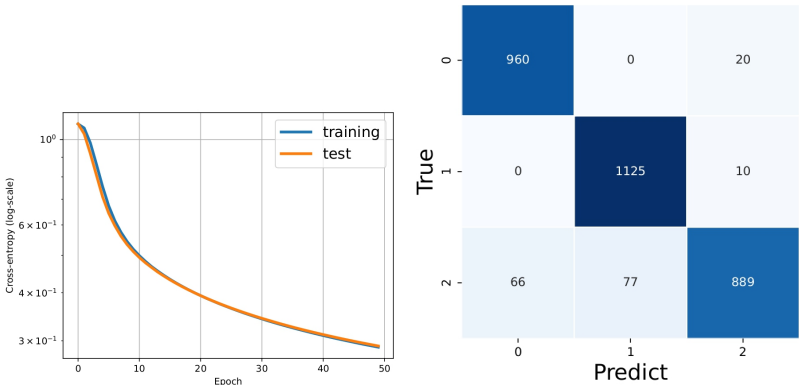 training
test
10⁰
6 × 10⁻¹
4 × 10⁻¹
3 × 10⁻¹
Cross-entropy (log-scale)
0 10 20 30 40 50
Epoch
True
0
960 0 20
1
0 1125 10
2
66 77 889
0 1 2
Predict